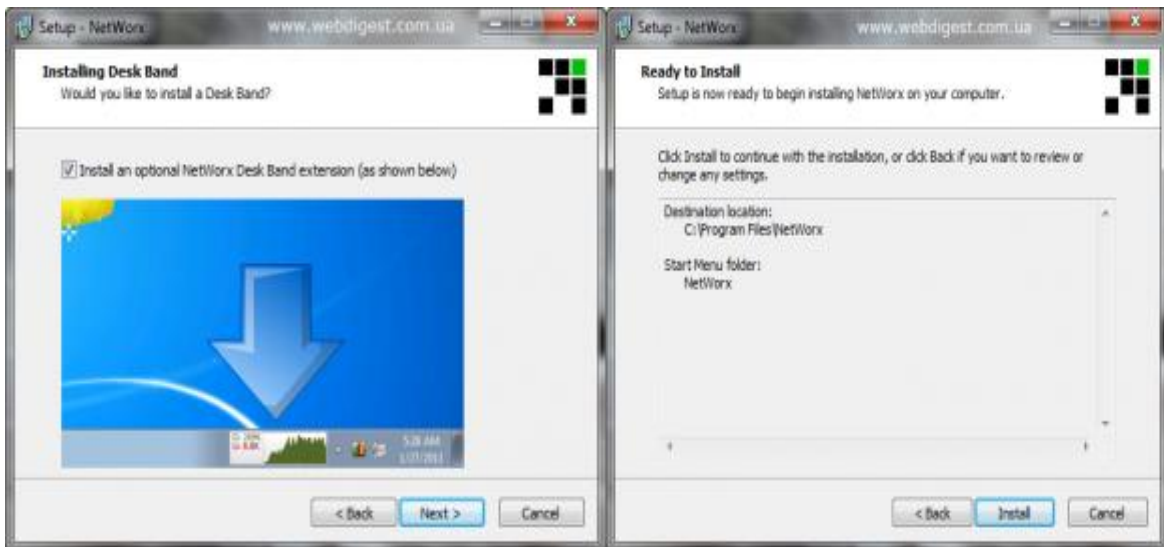 Setup - NetWorx
www.webdigest.com.ua
Installing Desk Band
Would you like to install a Desk Band?
Install an optional NetWorx Desk Band extension (as shown below)
5:28 AM
< Back
Next >
Cancel
Setup - NetWorx
www.webdigest.com.ua
Ready to Install
Setup is now ready to begin installing NetWorx on your computer.
Click Install to continue with the installation, or click Back if you want to review or
change any settings.
Destination location:
C:\Program Files\NetWorx
Start Menu folder:
NetWorx
< Back
Install
Cancel